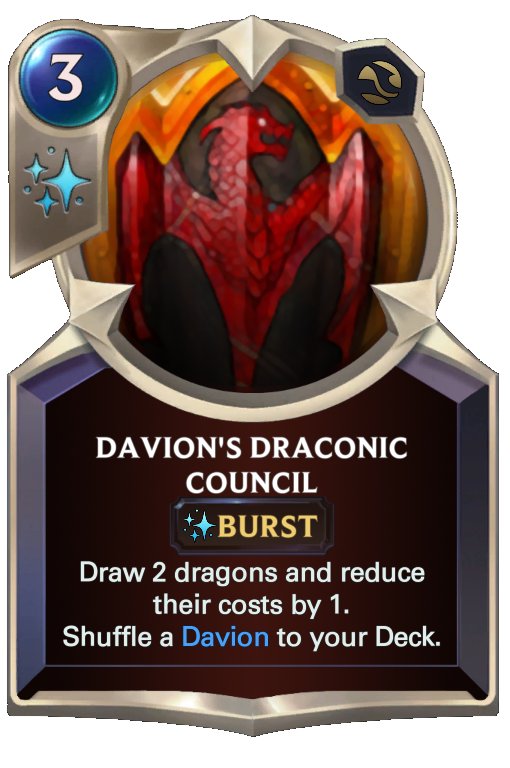 3
DAVION'S DRACONIC
COUNCIL
BURST
Draw 2 dragons and reduce
their costs by 1.
Shuffle a Davion to your Deck.